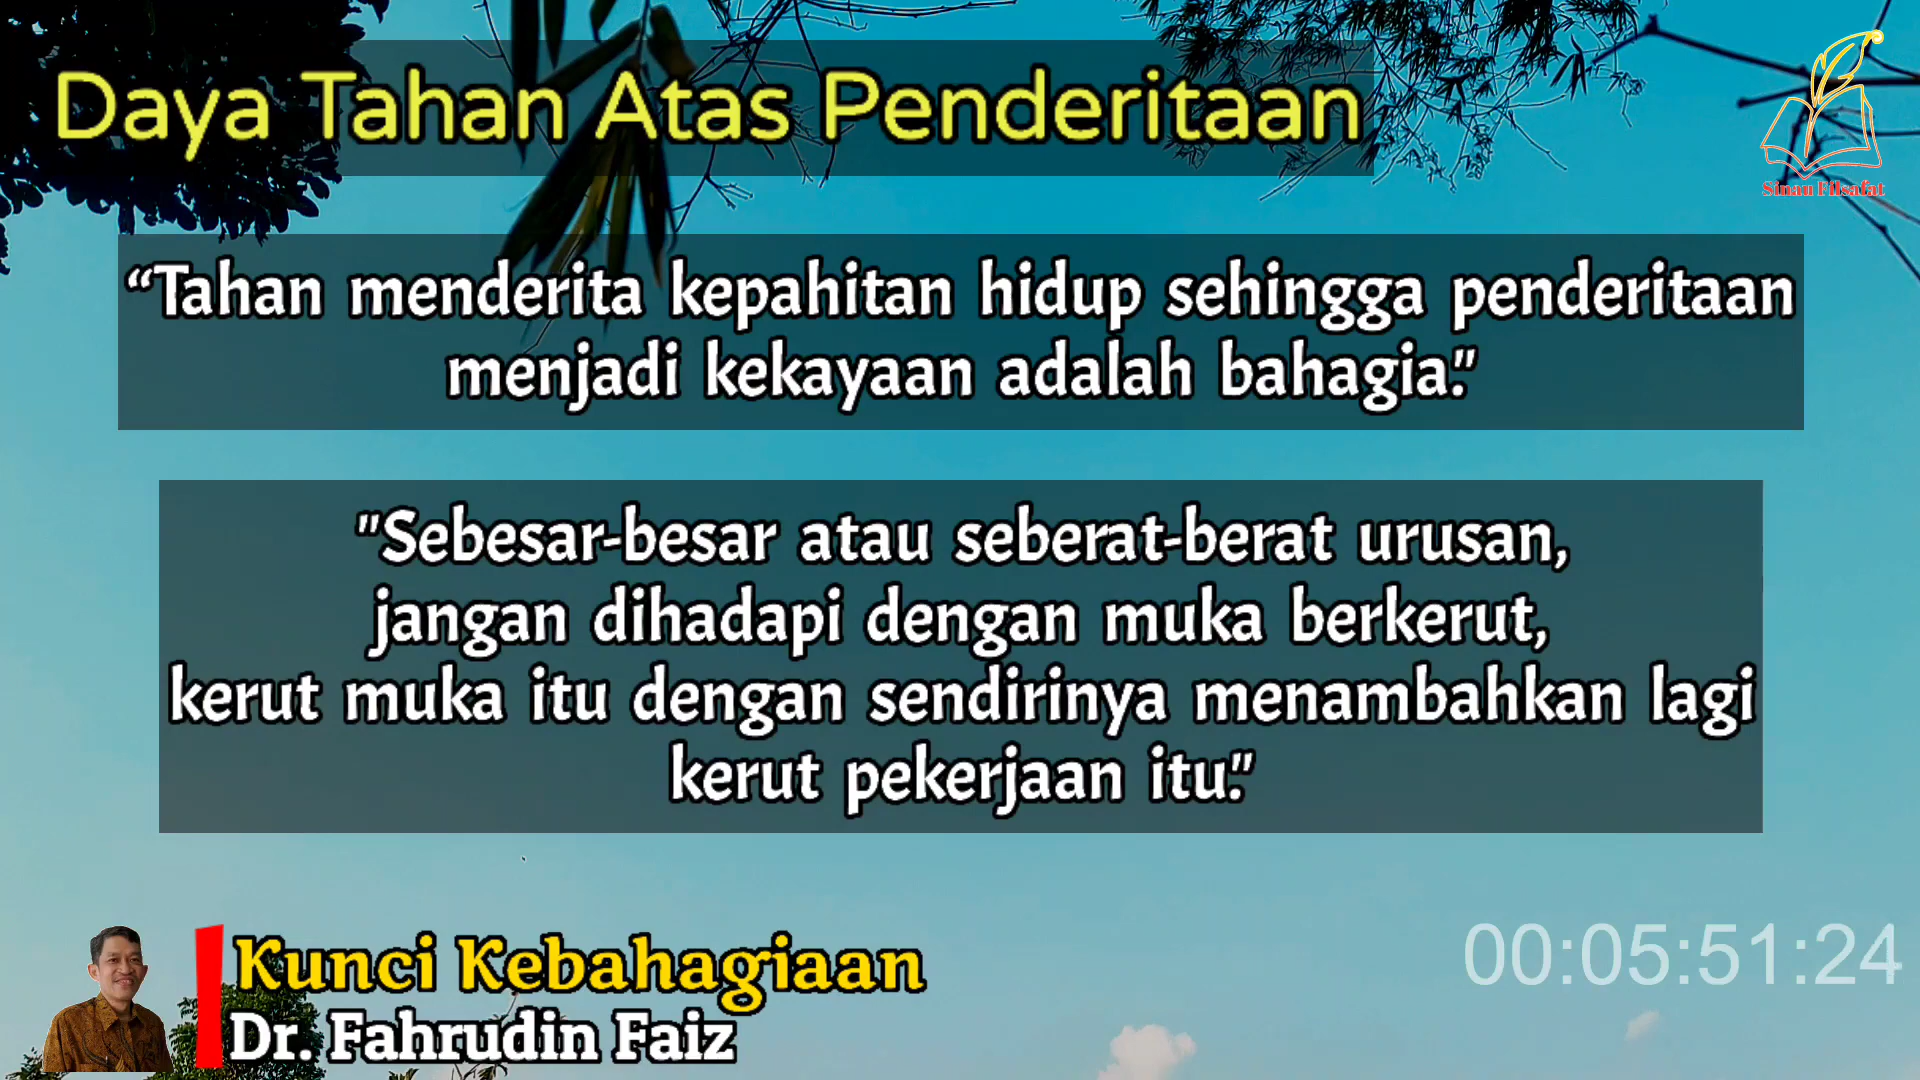 Daya Tahan Atas Penderitaan
Sinau Filsafat
“Tahan menderita kepahitan hidup sehingga penderitaan
menjadi kekayaan adalah bahagia."
"Sebesar-besar atau seberat-berat urusan,
jangan dihadapi dengan muka berkerut,
kerut muka itu dengan sendirinya menambahkan lagi
kerut pekerjaan itu."
Kunci Kebahagiaan
Dr. Fahrudin Faiz
00:05:51:24